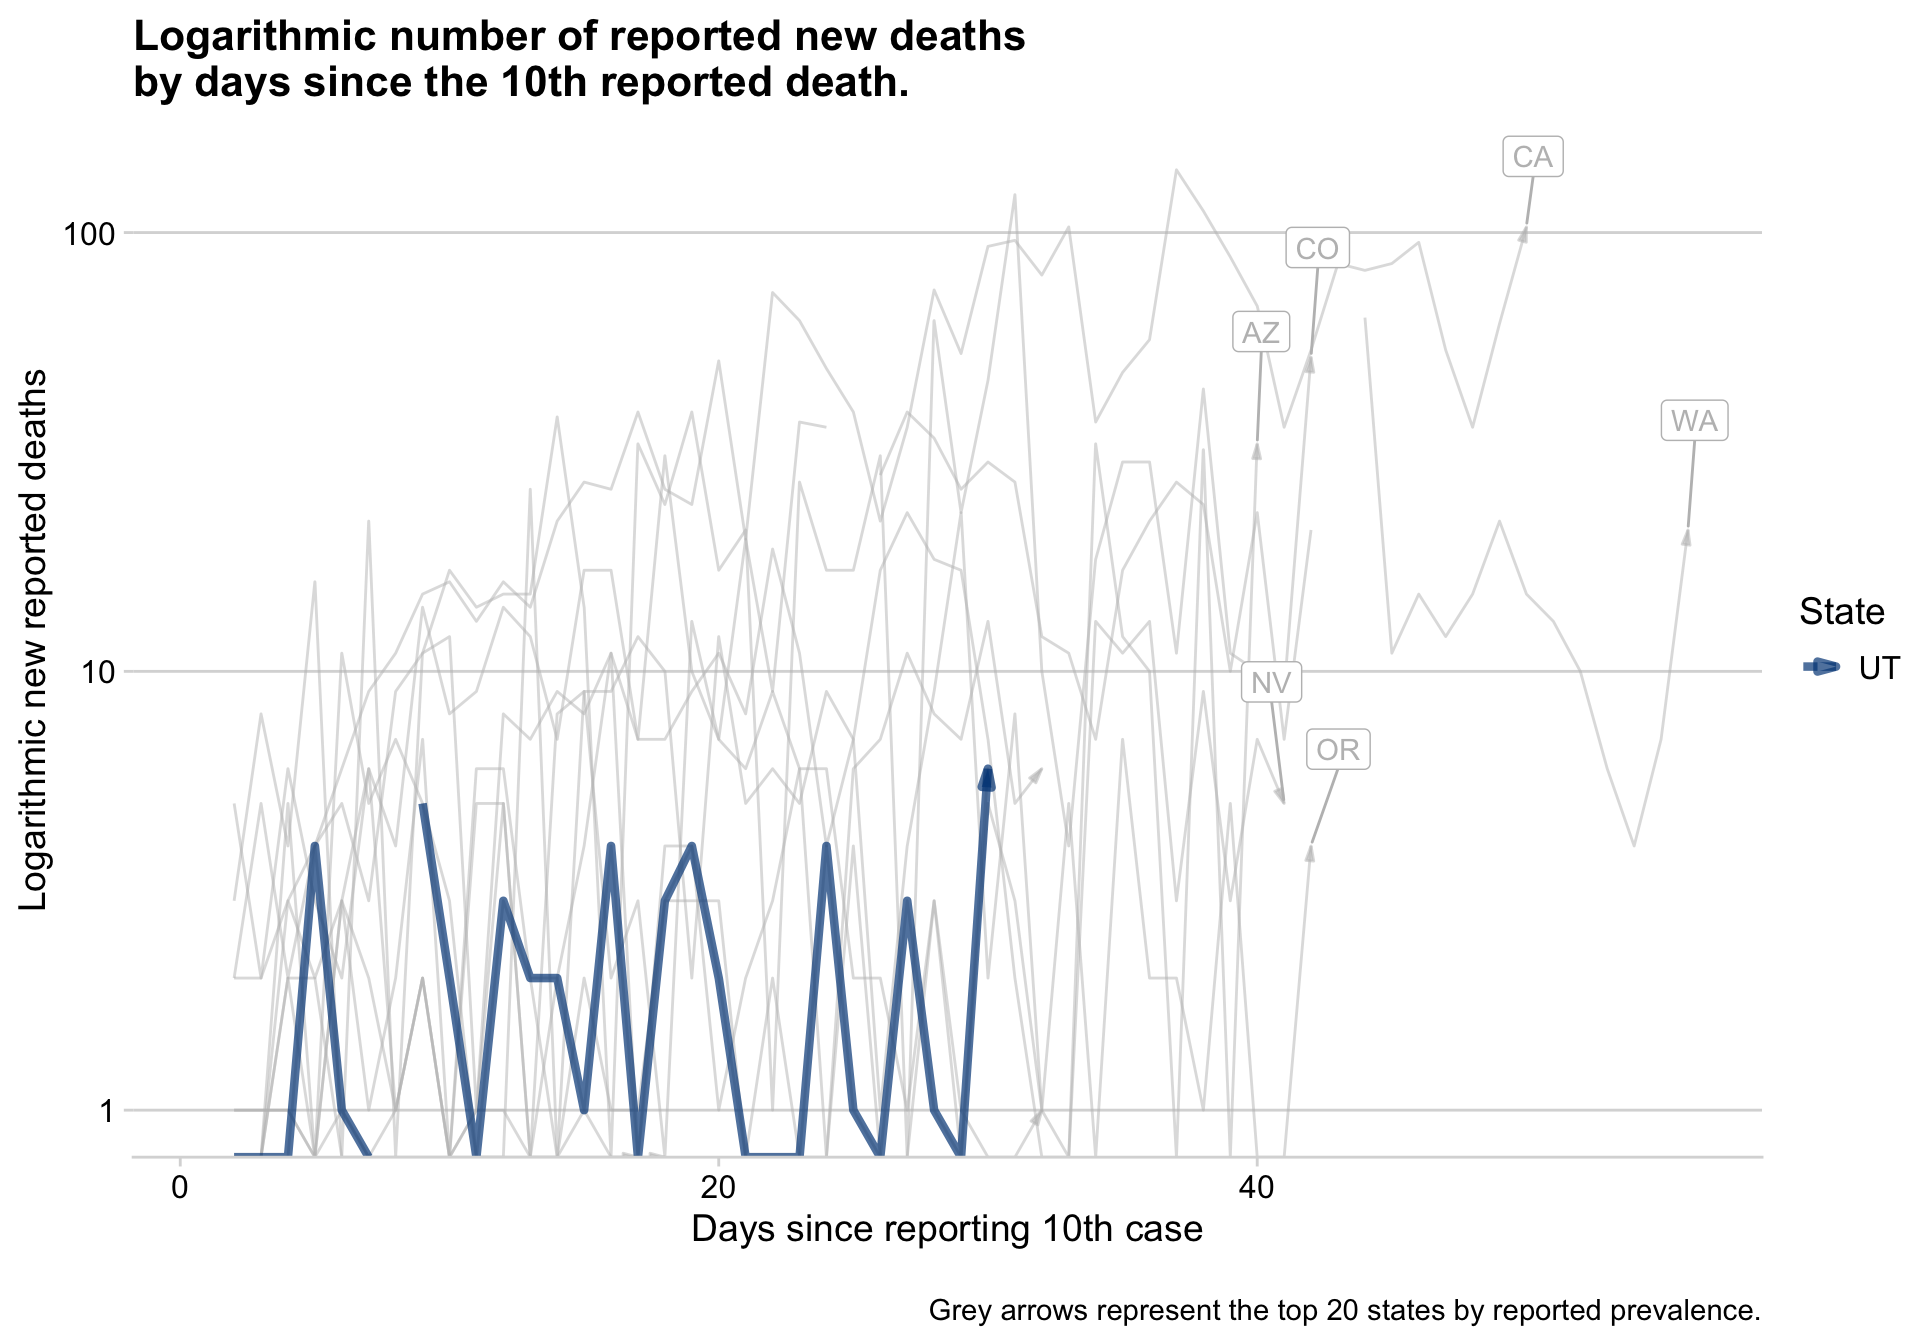 Logarithmic number of reported new deaths
by days since the 10th reported death.
CA
100
CO
AZ
WA
Logarithmic new reported deaths
State
10
UT
NV
OR
1
0
20
40
Days since reporting 10th case
Grey arrows represent the top 20 states by reported prevalence.